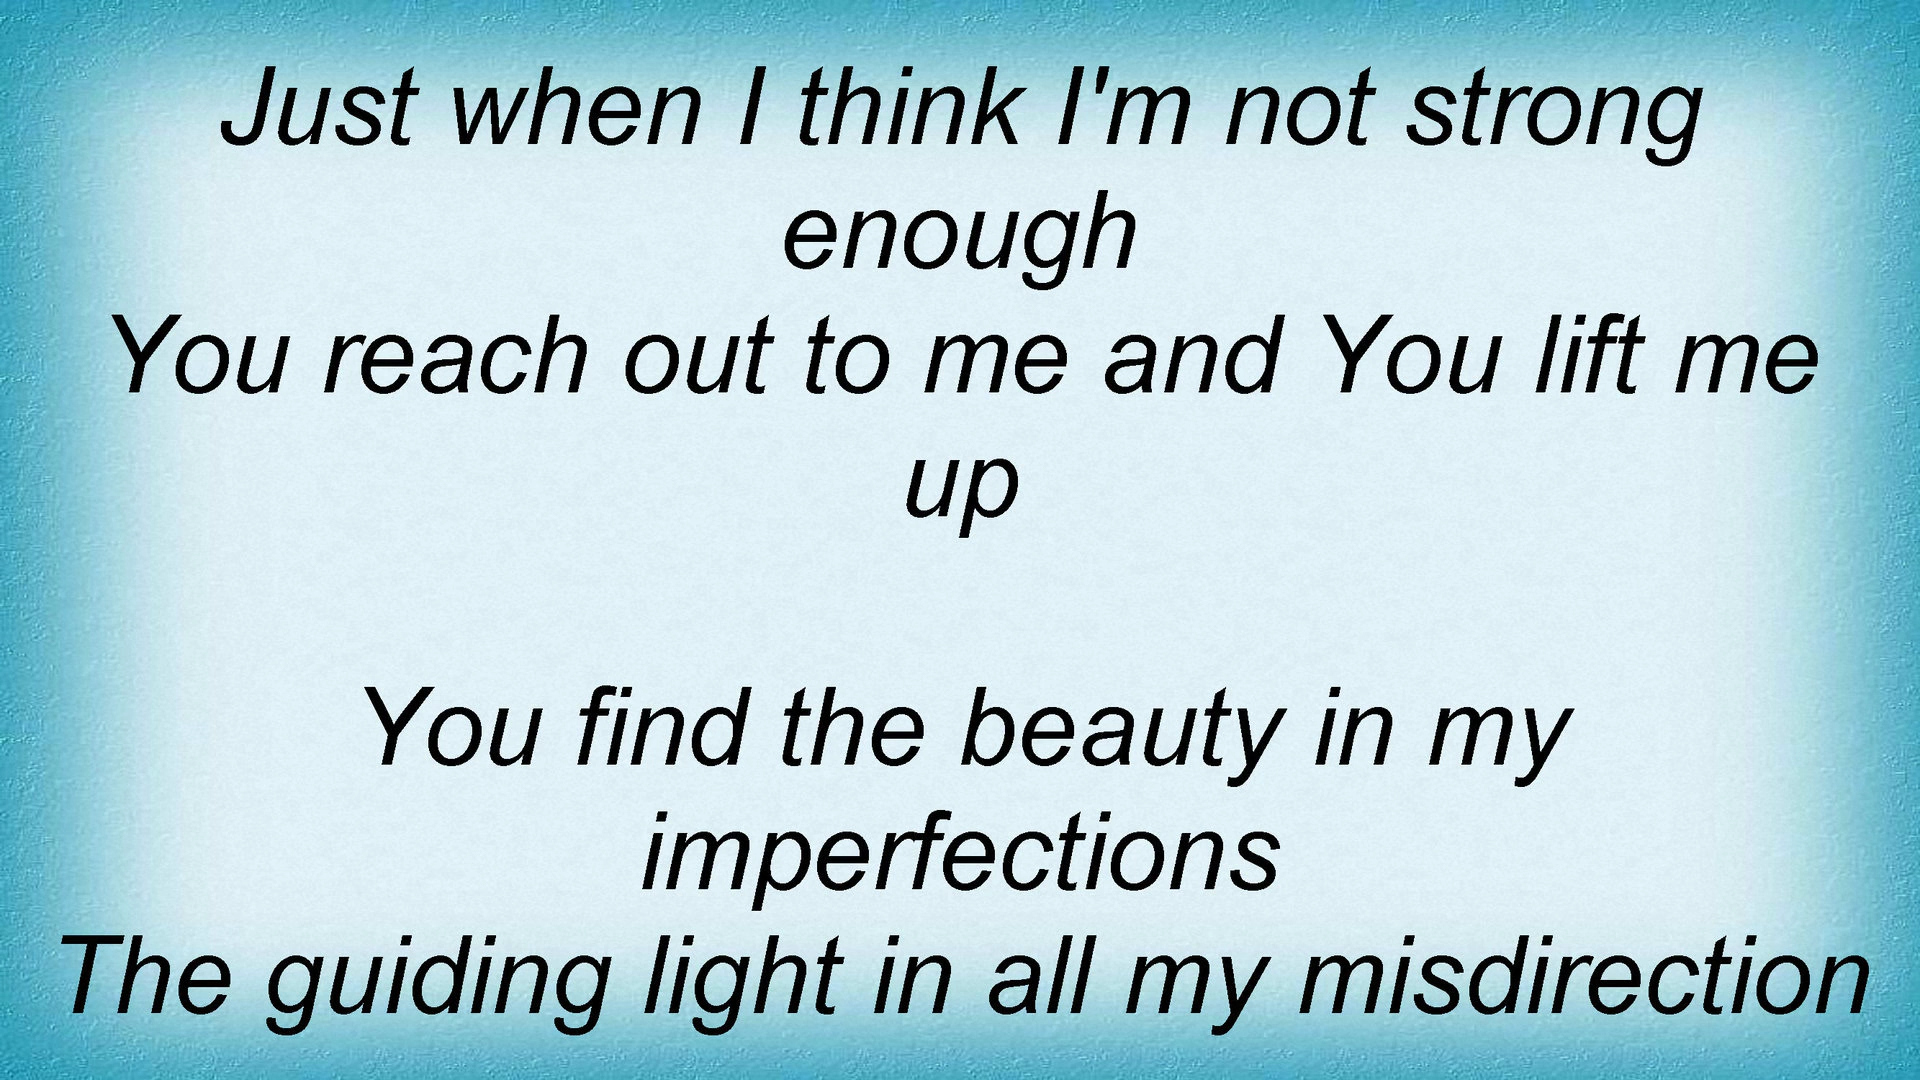 Just when I think I'm not strong
enough
You reach out to me and You lift me
up
You find the beauty in my
imperfections
The guiding light in all my misdirection